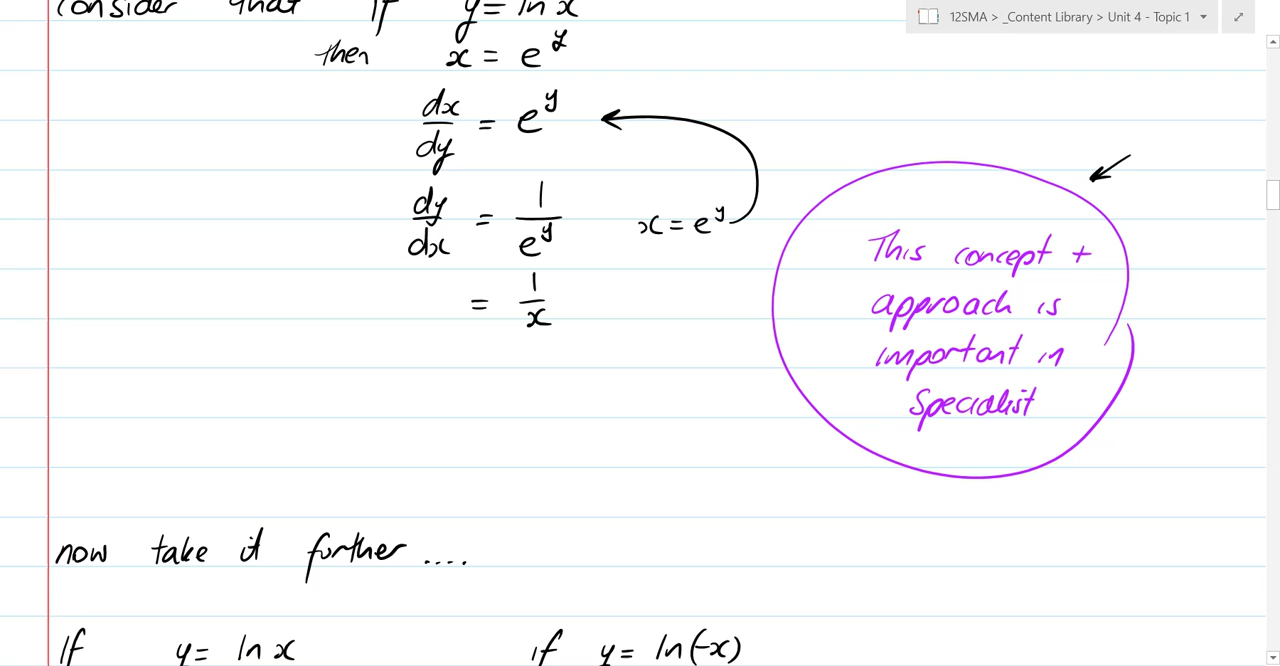 12SMA > _Content Library > Unit 4 - Topic 1
consider that if y = ln x
then x = e^y
dx/dy = e^y
dy/dx = 1/e^y x = e^y
= 1/x
This concept +
approach is
important in
Specialist
now take it further ....
If y = ln x if y = ln(-x)